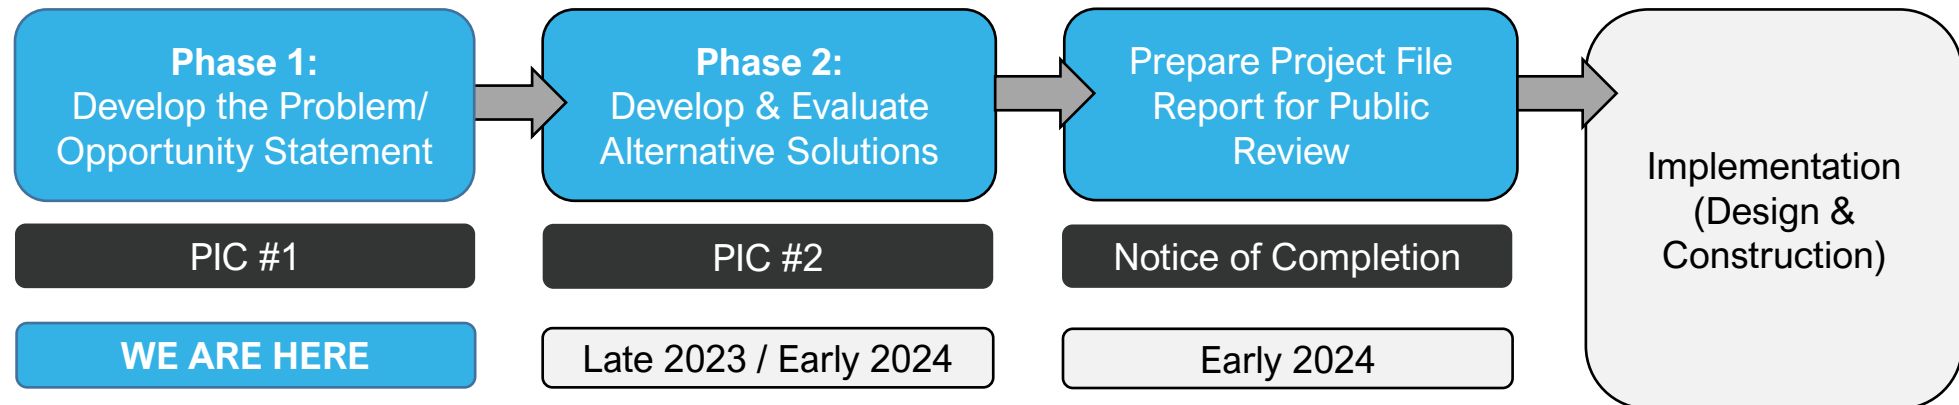 Phase 1:
Develop the Problem/
Opportunity Statement
PIC #1
WE ARE HERE
Phase 2:
Develop & Evaluate
Alternative Solutions
PIC #2
Late 2023 / Early 2024
Prepare Project File
Report for Public
Review
Notice of Completion
Early 2024
Implementation
(Design &
Construction)